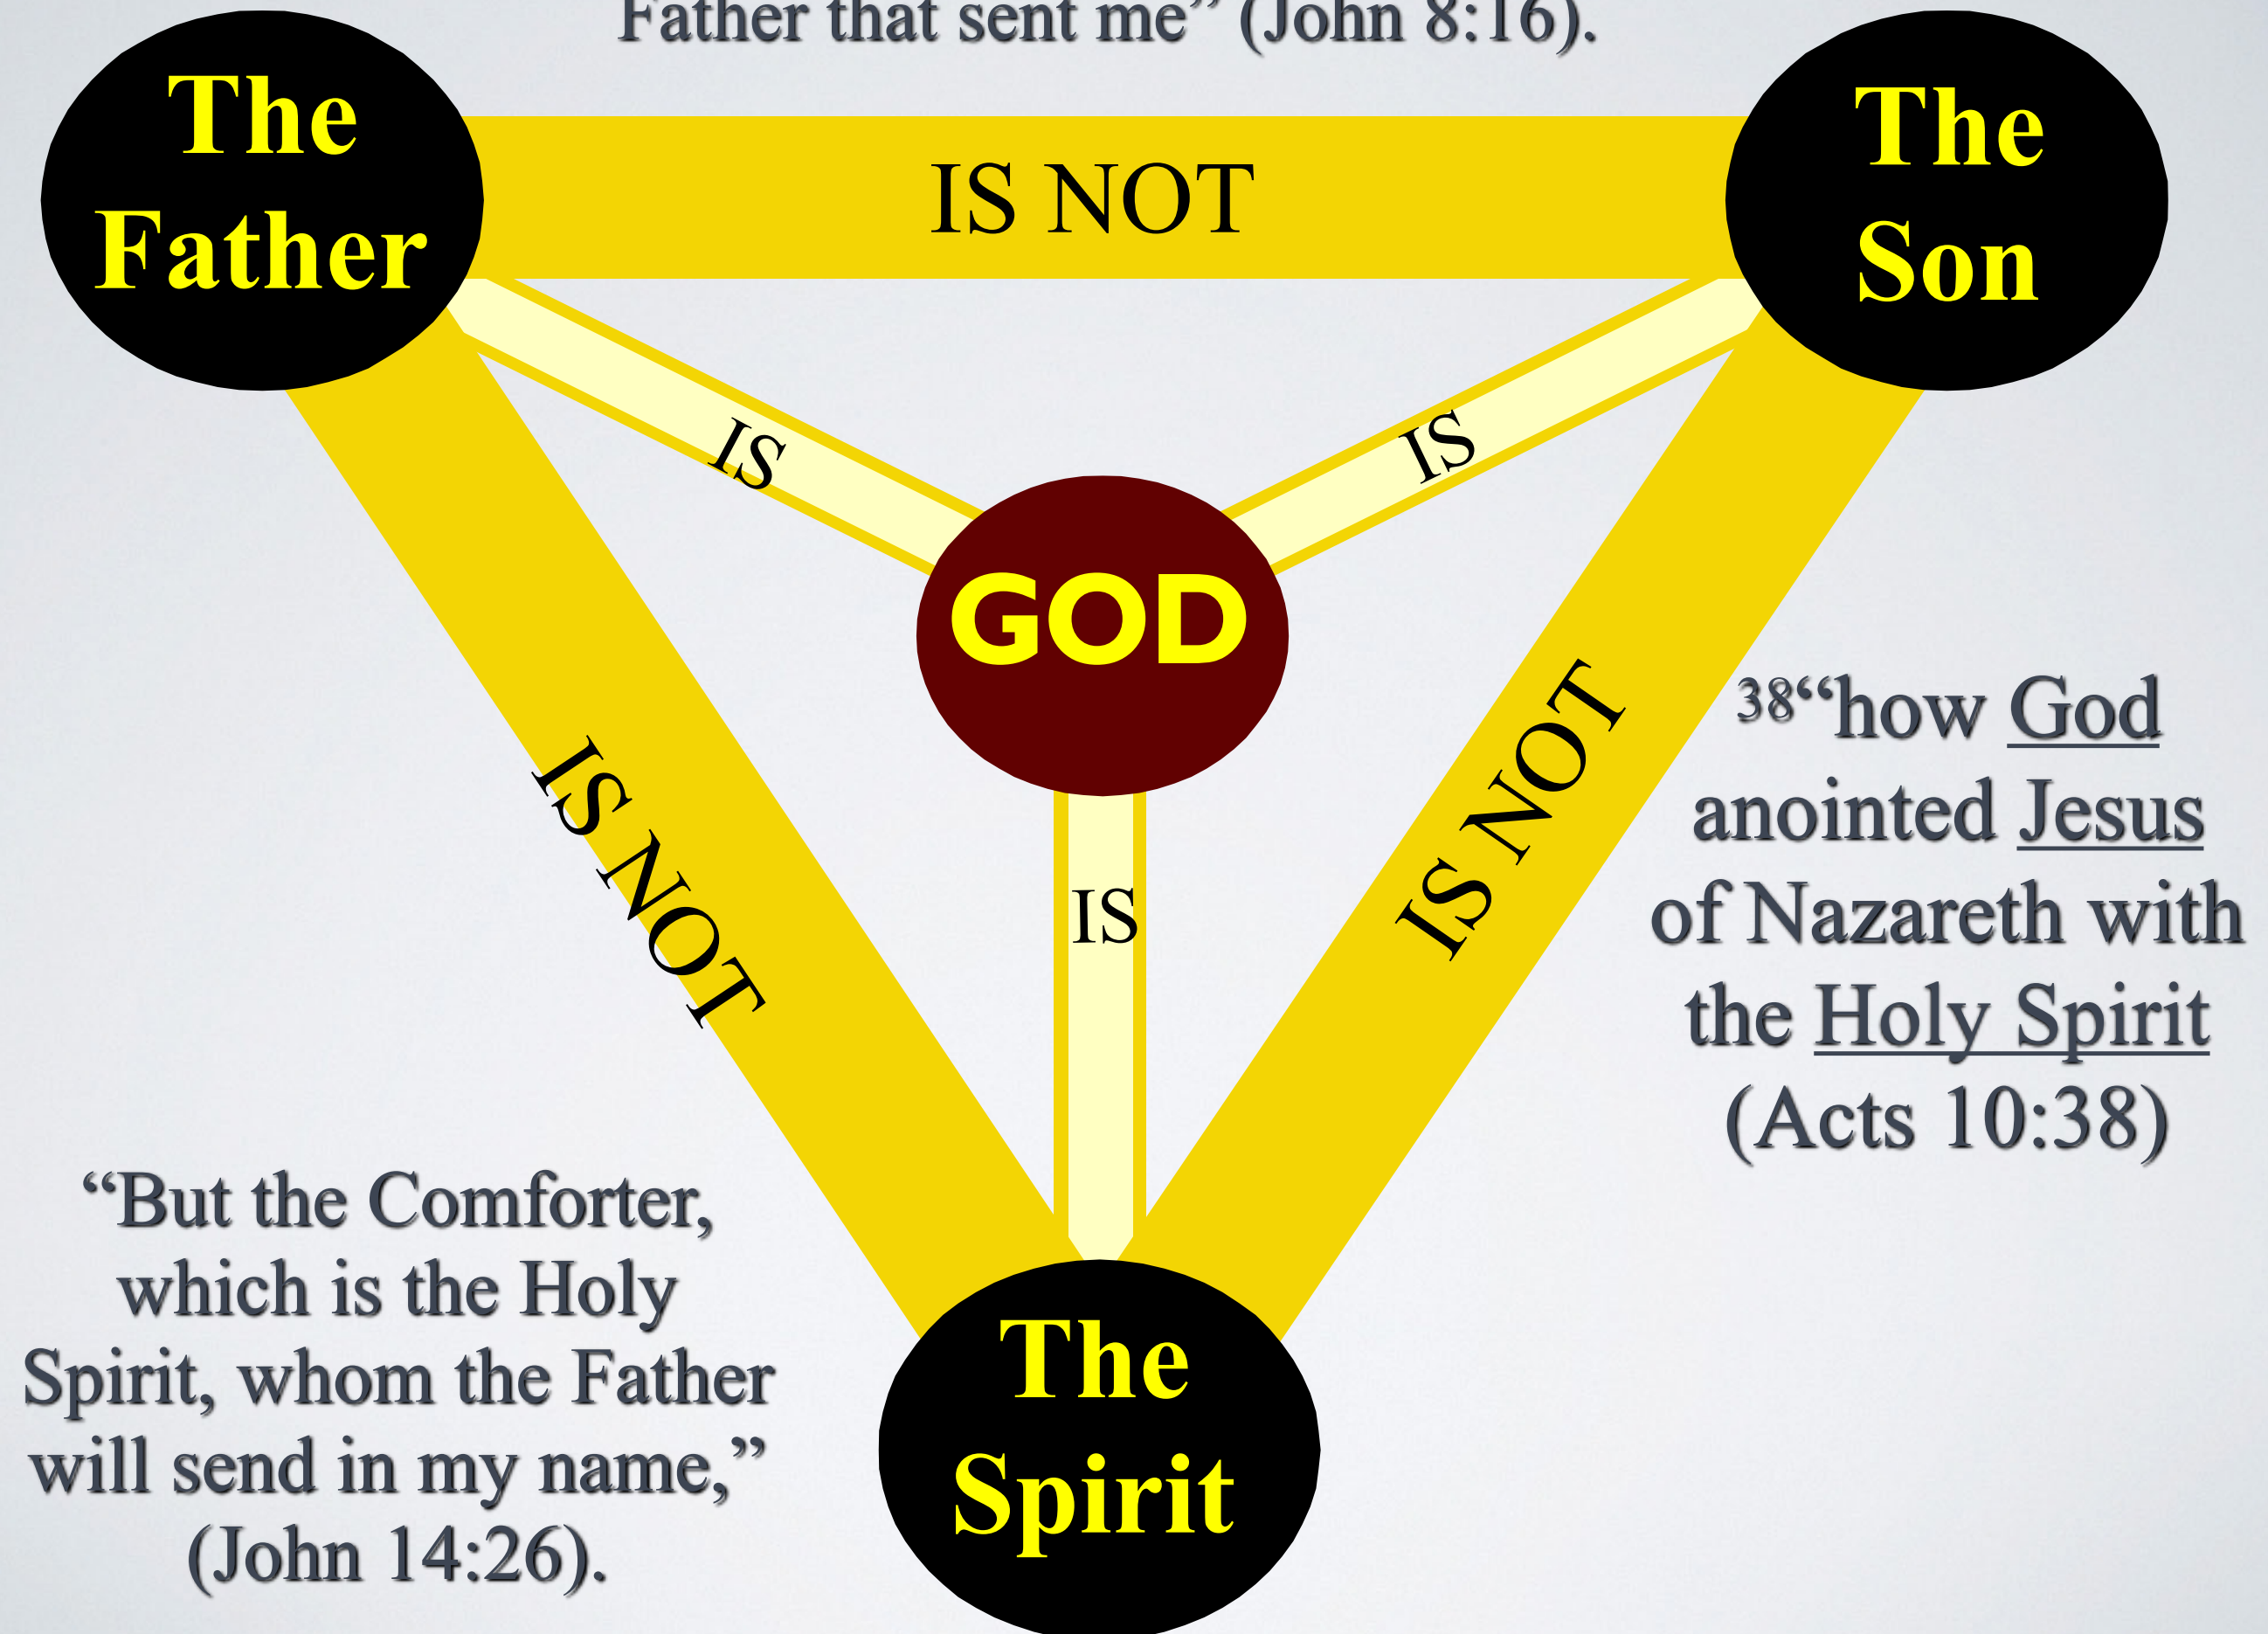 Father that sent me” (John 8:16).
The
Father
IS NOT
The
Son
IS
IS
GOD
IS NOT
IS
IS NOT
³⁸“how God
anointed Jesus
of Nazareth with
the Holy Spirit
(Acts 10:38)
“But the Comforter,
which is the Holy
Spirit, whom the Father
will send in my name,”
(John 14:26).
The
Spirit